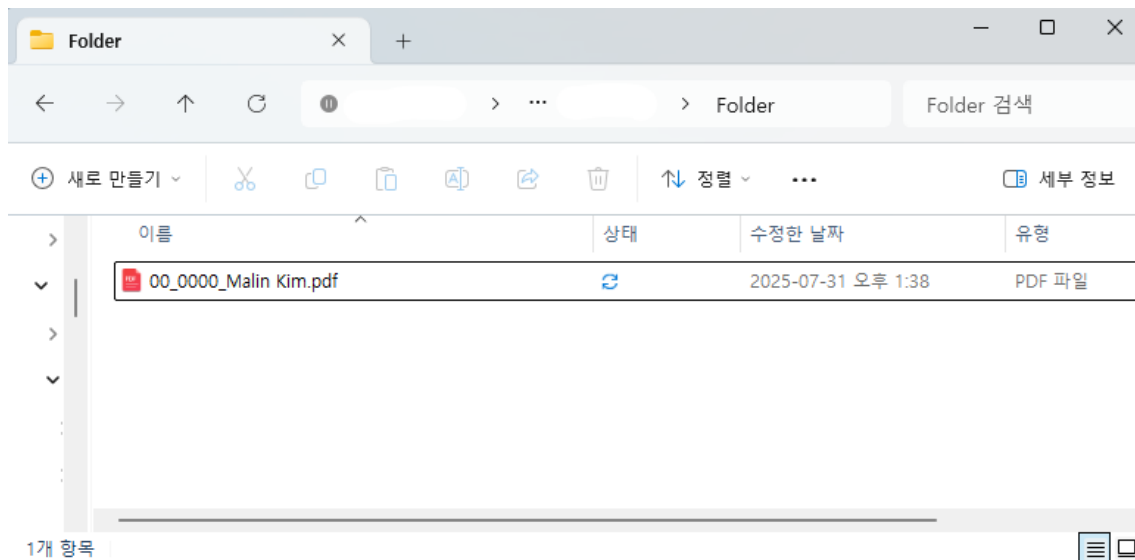 Folder
Folder
Folder 검색
새로 만들기
정렬
세부 정보
이름 상태 수정한 날짜 유형
PDF 00_0000_Malin Kim.pdf 2025-07-31 오후 1:38 PDF 파일
1개 항목